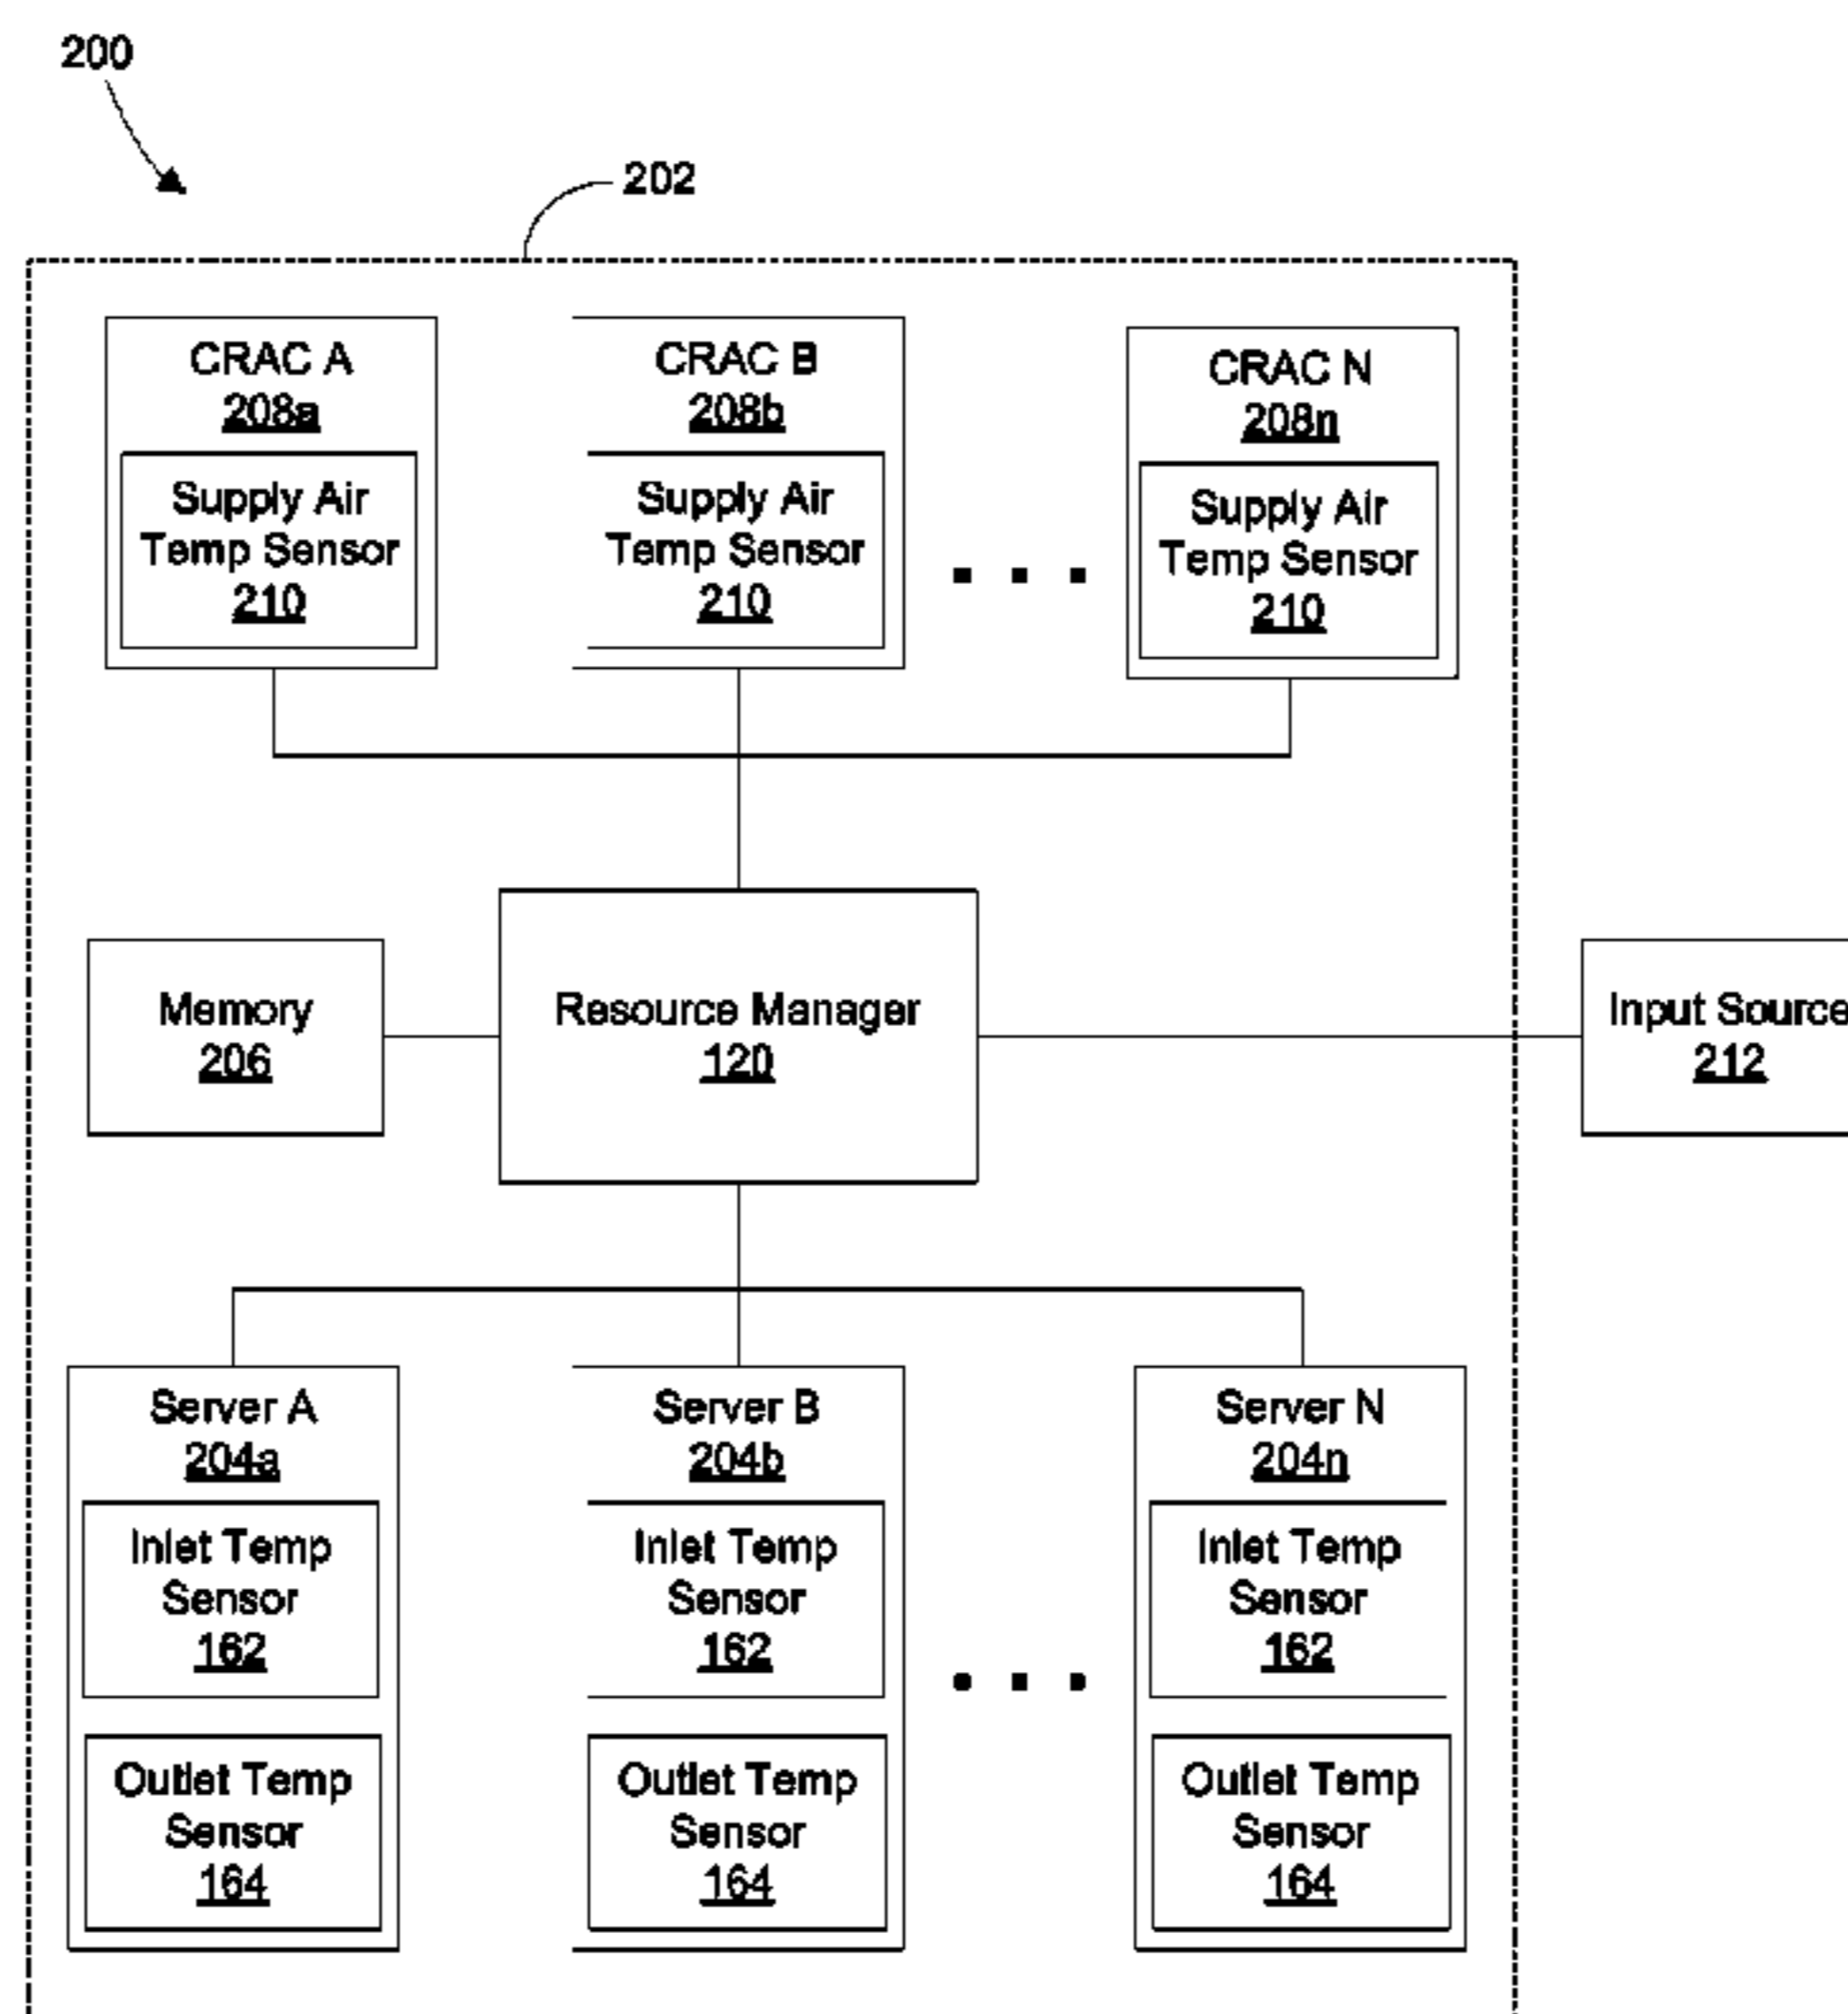 200
202
CRAC A
208a
Supply Air
Temp Sensor
210
CRAC B
208b
Supply Air
Temp Sensor
210
CRAC N
208n
Supply Air
Temp Sensor
210
Memory
206
Resource Manager
120
Input Source
212
Server A
204a
Inlet Temp
Sensor
162
Outlet Temp
Sensor
164
Server B
204b
Inlet Temp
Sensor
162
Outlet Temp
Sensor
164
Server N
204n
Inlet Temp
Sensor
162
Outlet Temp
Sensor
164